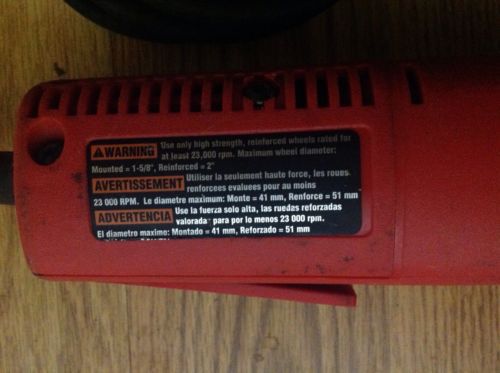 WARNING Use only high strength, reinforced wheels rated for
at least 23,000 rpm. Maximum wheel diameter:
Mounted = 1-5/8", Reinforced = 2"
AVERTISSEMENT Utiliser la seulement haute force, les roues
renforcees evaluees pour au moins
23 000 RPM. Le diametre maximum: Monte = 41 mm, Renforce = 51 mm
ADVERTENCIA Use la fuerza solo alta, las ruedas reforzadas
valorada para por lo menos 23 000 rpm.
El diametro maximo: Montado = 41 mm, Reforzado = 51 mm